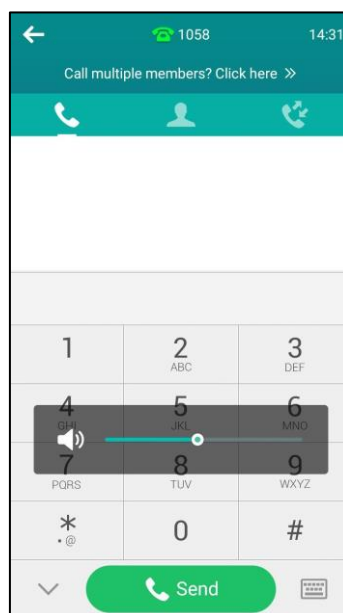 1058 14:31
Call multiple members? Click here »
1 2 3
ABC DEF
4 5 6
GHI JKL MNO
7 8 9
PQRS TUV WXYZ
* 0 #
• @
Send